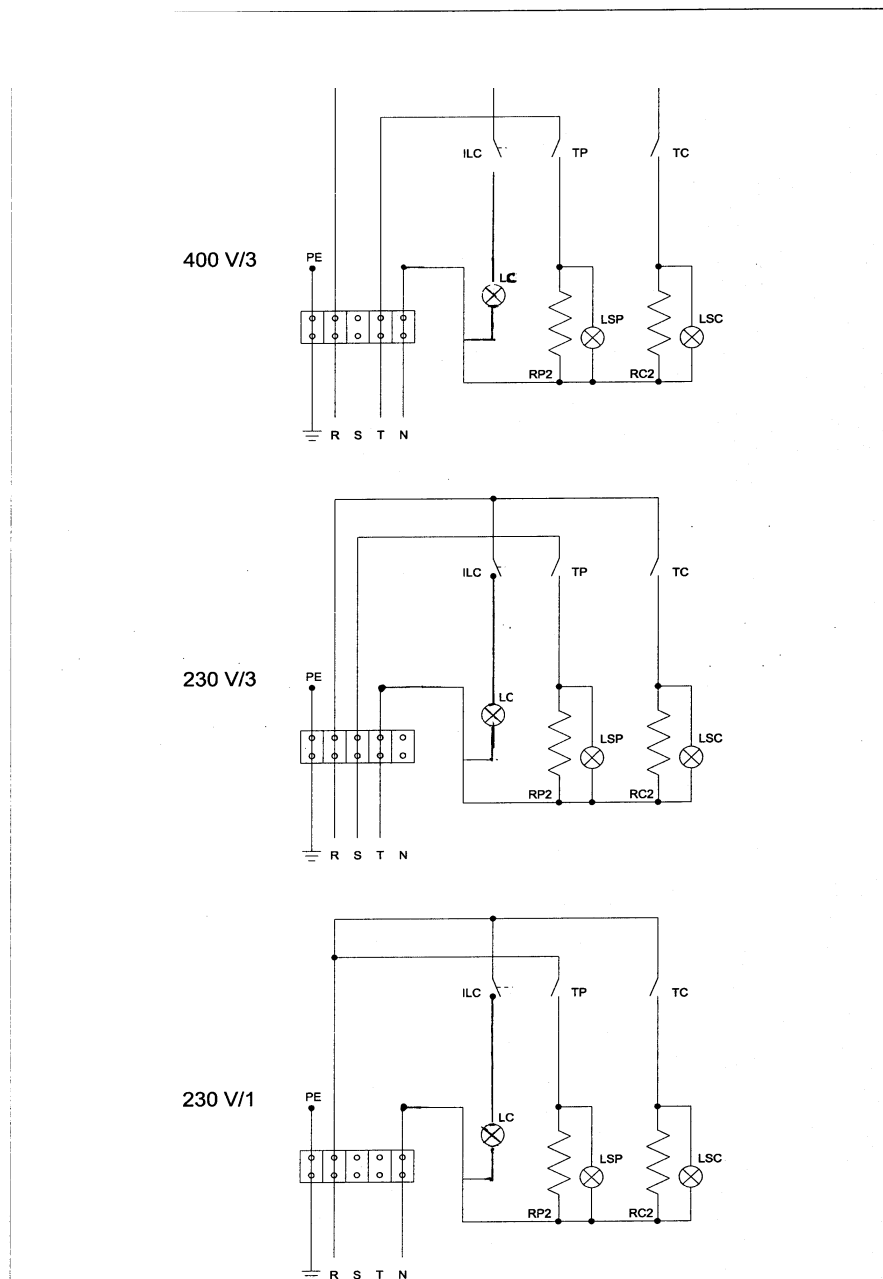 ILC TP TC
400 V/3 PE
LC
LSP LSC
RP2 RC2
R S T N
ILC TP TC
230 V/3 PE
LC
LSP LSC
RP2 RC2
R S T N
ILC TP TC
230 V/1 PE
LC
LSP LSC
RP2 RC2
R S T N